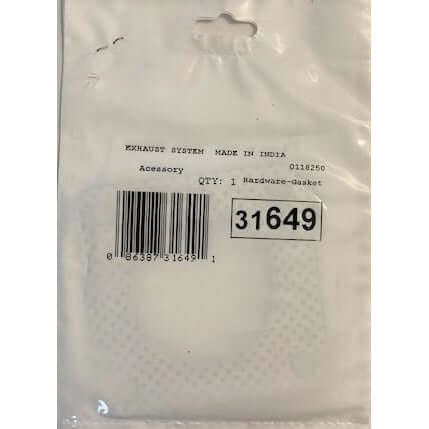 EXHAUST SYSTEM MADE IN INDIA
Acessory 0118250
QTY: 1 Hardware-Gasket
31649
0 86387 31649 1